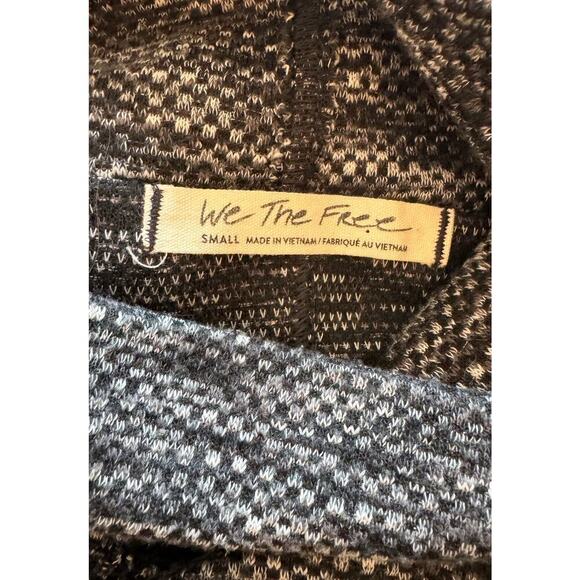 We The Free
SMALL MADE IN VIETNAM / FABRIQUÉ AU VIETNAM